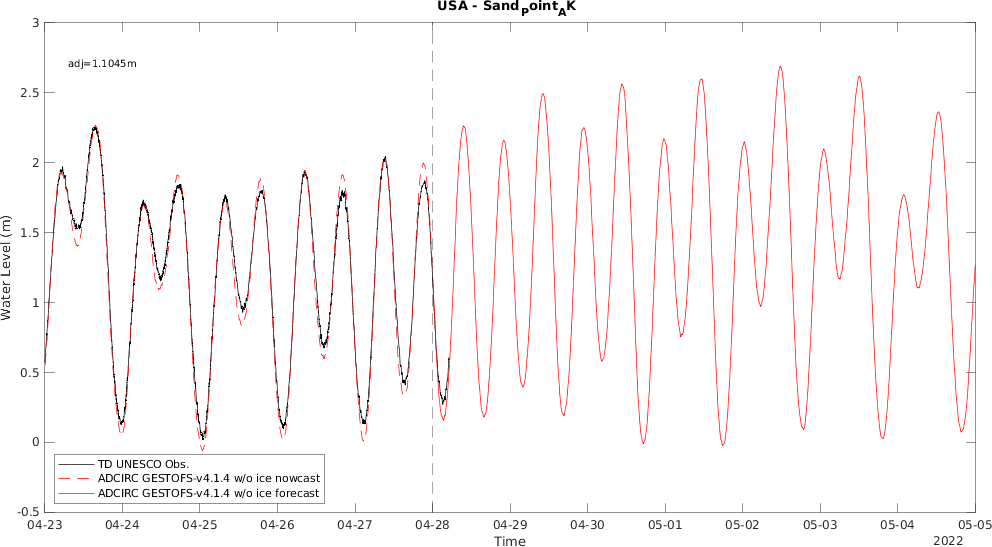 USA - Sand_Point_AK
3
2.5
2
1.5
1
0.5
0
-0.5
Water Level (m)
adj=1.1045m
TD UNESCO Obs.
ADCIRC GESTOFS-v4.1.4 w/o ice nowcast
ADCIRC GESTOFS-v4.1.4 w/o ice forecast
04-23 04-24 04-25 04-26 04-27 04-28 04-29 04-30 05-01 05-02 05-03 05-04 05-05
Time
2022